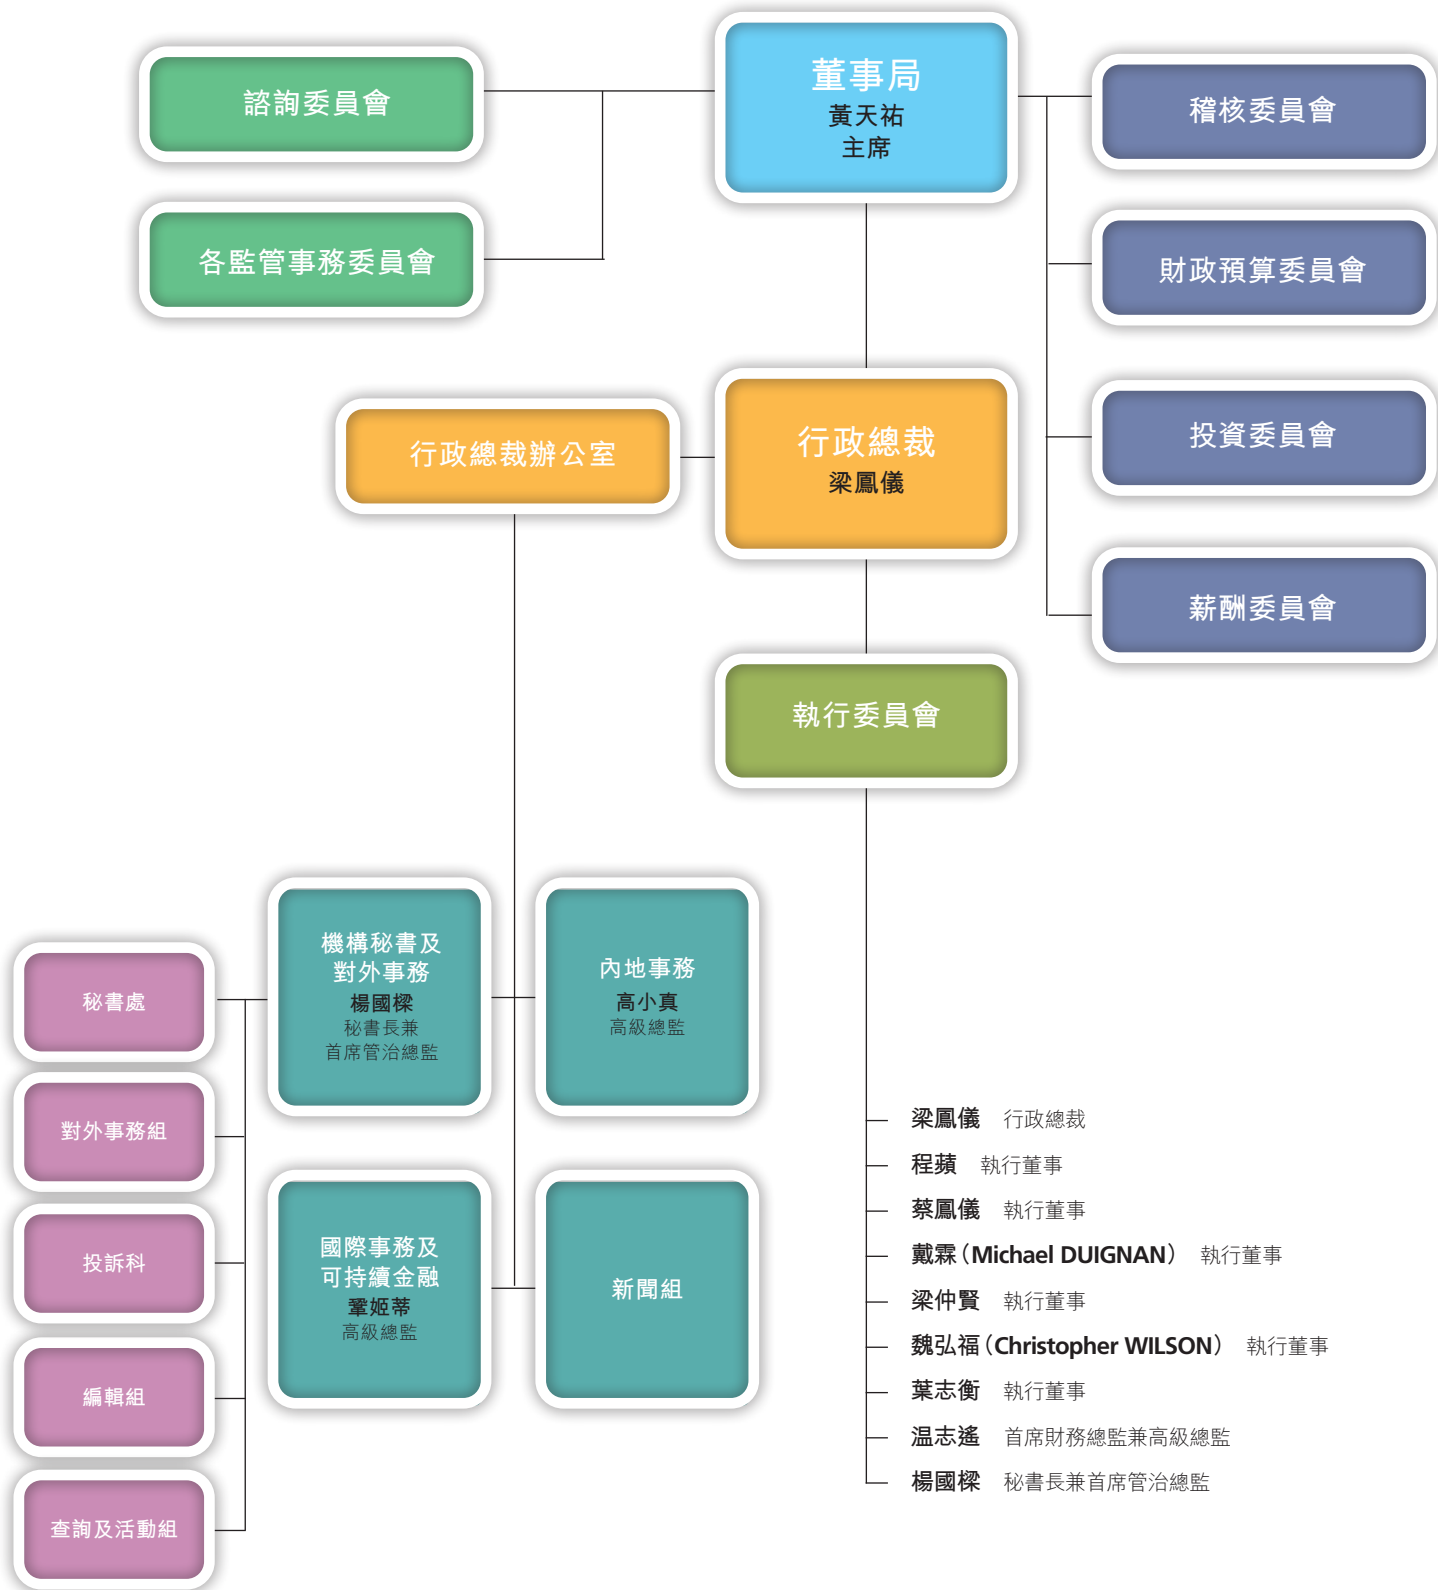 董事局
黃天祐
主席
諮詢委員會
各監管事務委員會
稽核委員會
財政預算委員會
投資委員會
薪酬委員會
行政總裁
梁鳳儀
行政總裁辦公室
執行委員會
機構秘書及
對外事務
楊國樑
秘書長兼
首席管治總監
內地事務
高小真
高級總監
國際事務及
可持續金融
鞏姬蒂
高級總監
新聞組
秘書處
對外事務組
投訴科
編輯組
查詢及活動組
梁鳳儀 行政總裁
程蘋 執行董事
蔡鳳儀 執行董事
戴霖（Michael DUIGNAN） 執行董事
梁仲賢 執行董事
魏弘福（Christopher WILSON） 執行董事
葉志衡 執行董事
温志遙 首席財務總監兼高級總監
楊國樑 秘書長兼首席管治總監